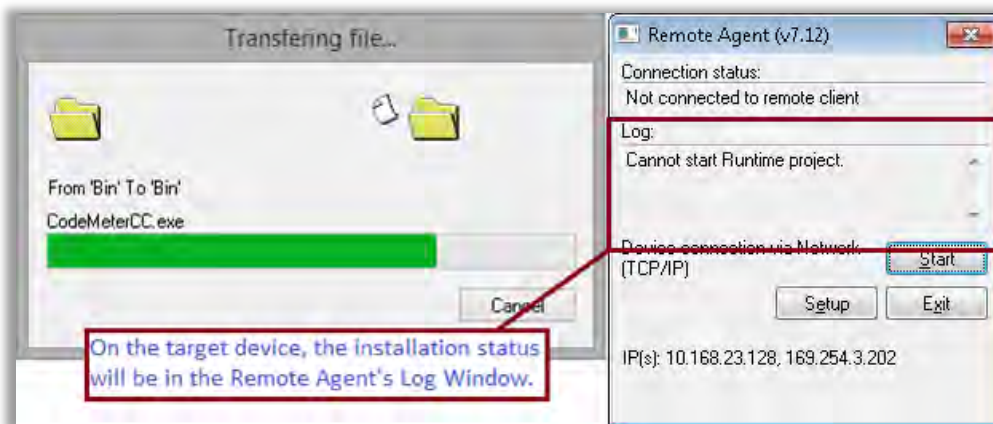 Transfering file...
From 'Bin' To 'Bin'
CodeMeterCC.exe
Cancel
On the target device, the installation status
will be in the Remote Agent's Log Window.
Remote Agent (v7.12)
Connection status:
Not connected to remote client
Log:
Cannot start Runtime project.
Device connection via Network
(TCP/IP)
Start
Setup
Exit
IP(s): 10.168.23.128, 169.254.3.202